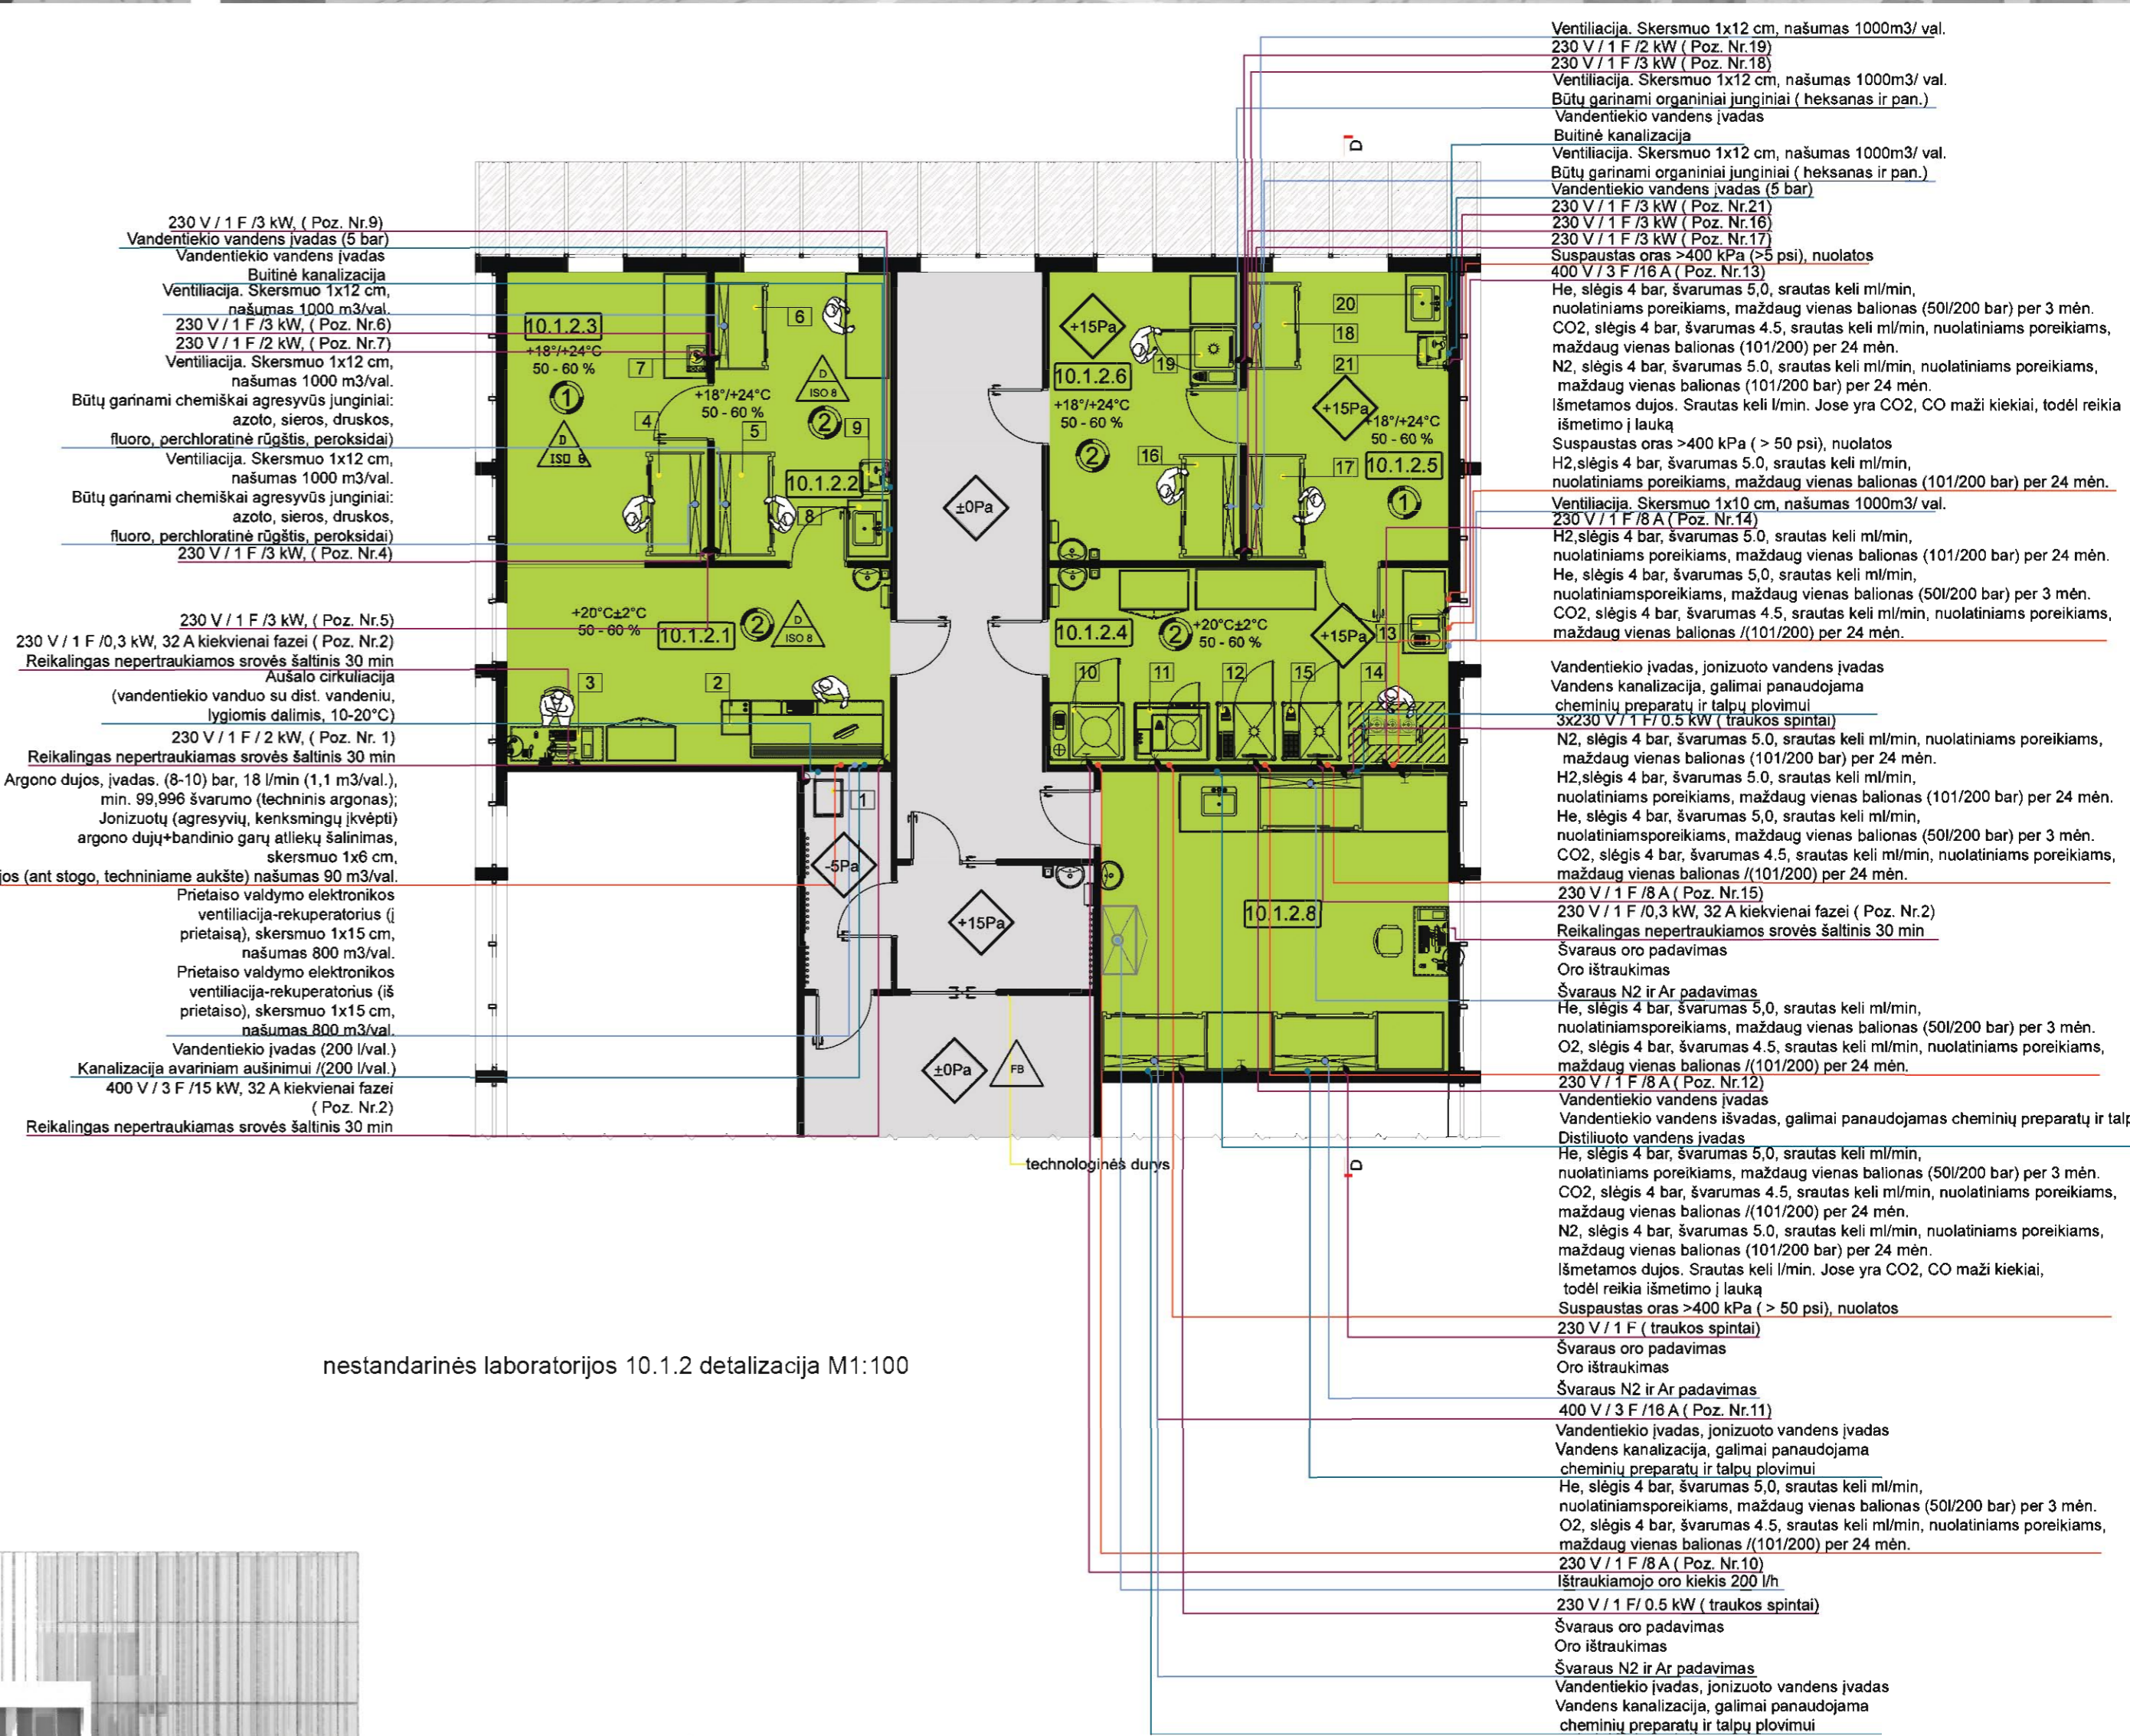 230 V / 1 F /3 kW, ( Poz. Nr.9)
Vandentiekio vandens įvadas (5 bar)
Vandentiekio vandens įvadas
Buitinė kanalizacija
Ventiliacija. Skersmuo 1x12 cm,
našumas 1000 m3/val.
230 V / 1 F /3 kW, ( Poz. Nr.6)
230 V / 1 F /2 kW, ( Poz. Nr.7)
Ventiliacija. Skersmuo 1x12 cm,
našumas 1000 m3/val.
Būtų garinami chemiškai agresyvūs junginiai:
azoto, sieros, druskos,
fluoro, perchloratinė rūgštis, peroksidai)
Ventiliacija. Skersmuo 1x12 cm,
našumas 1000 m3/val.
Būtų garinami chemiškai agresyvūs junginiai:
azoto, sieros, druskos,
fluoro, perchloratinė rūgštis, peroksidai)
230 V / 1 F /3 kW, ( Poz. Nr.4)
230 V / 1 F /3 kW, ( Poz. Nr.5)
230 V / 1 F /0,3 kW, 32 A kiekvienai fazei ( Poz. Nr.2)
Reikalingas nepertraukiamos srovės šaltinis 30 min
Aušalo cirkuliacija
(vandentiekio vanduo su dist. vandeniu,
lygiomis dalimis, 10-20°C)
230 V / 1 F / 2 kW, ( Poz. Nr. 1)
Reikalingas nepertraukiamas srovės šaltinis 30 min
Argono dujos, įvadas. (8-10) bar, 18 l/min (1,1 m3/val.),
min. 99,996 švarumo (techninis argonas);
Jonizuotų (agresyvių, kenksmingų įkvėpti)
argono dujų+bandinio garų atliekų šalinimas,
skersmuo 1x6 cm,
jos (ant stogo, techniniame aukšte) našumas 90 m3/val.
Prietaiso valdymo elektronikos
ventiliacija-rekuperatorius (į
prietaisą), skersmuo 1x15 cm,
našumas 800 m3/val.
Prietaiso valdymo elektronikos
ventiliacija-rekuperatorius (iš
prietaiso), skersmuo 1x15 cm,
našumas 800 m3/val.
Vandentiekio įvadas (200 l/val.)
Kanalizacija avariniam aušinimui /(200 l/val.)
400 V / 3 F /15 kW, 32 A kiekvienai fazei
( Poz. Nr.2)
Reikalingas nepertraukiamas srovės šaltinis 30 min
D
10.1.2.3
+18°/+24°C
50 - 60 %
1
D
ISO 8
7
4
6
D
ISO 8
+18°/+24°C
50 - 60 %
2
5
9
10.1.2.2
8
+20°C±2°C
50 - 60 %
10.1.2.1
2
D
ISO 8
3
2
1
-5Pa
±0Pa
+15Pa
±0Pa
FB
technologinės durys
+15Pa
10.1.2.6
19
+18°/+24°C
50 - 60 %
2
16
20
18
21
+15Pa
+18°/+24°C
50 - 60 %
17
10.1.2.5
1
10.1.2.4
2
+20°C±2°C
50 - 60 %
+15Pa
13
10
11
12
15
14
10.1.2.8
D
nestandarinės laboratorijos 10.1.2 detalizacija M1:100
Ventiliacija. Skersmuo 1x12 cm, našumas 1000m3/ val.
230 V / 1 F /2 kW ( Poz. Nr.19)
230 V / 1 F /3 kW ( Poz. Nr.18)
Ventiliacija. Skersmuo 1x12 cm, našumas 1000m3/ val.
Būtų garinami organiniai junginiai ( heksanas ir pan.)
Vandentiekio vandens įvadas
Buitinė kanalizacija
Ventiliacija. Skersmuo 1x12 cm, našumas 1000m3/ val.
Būtų garinami organiniai junginiai ( heksanas ir pan.)
Vandentiekio vandens įvadas (5 bar)
230 V / 1 F /3 kW ( Poz. Nr.21)
230 V / 1 F /3 kW ( Poz. Nr.16)
230 V / 1 F /3 kW ( Poz. Nr.17)
Suspaustas oras >400 kPa (>5 psi), nuolatos
400 V / 3 F /16 A ( Poz. Nr.13)
He, slėgis 4 bar, švarumas 5,0, srautas keli ml/min,
nuolatiniams poreikiams, maždaug vienas balionas (50l/200 bar) per 3 mėn.
CO2, slėgis 4 bar, švarumas 4.5, srautas keli ml/min, nuolatiniams poreikiams,
maždaug vienas balionas (101/200) per 24 mėn.
N2, slėgis 4 bar, švarumas 5.0, srautas keli ml/min, nuolatiniams poreikiams,
maždaug vienas balionas (101/200 bar) per 24 mėn.
Išmetamos dujos. Srautas keli l/min. Jose yra CO2, CO maži kiekiai, todėl reikia
išmetimo į lauką
Suspaustas oras >400 kPa ( > 50 psi), nuolatos
H2,slėgis 4 bar, švarumas 5.0, srautas keli ml/min,
nuolatiniams poreikiams, maždaug vienas balionas (101/200 bar) per 24 mėn.
Ventiliacija. Skersmuo 1x10 cm, našumas 1000m3/ val.
230 V / 1 F /8 A ( Poz. Nr.14)
H2,slėgis 4 bar, švarumas 5.0, srautas keli ml/min,
nuolatiniams poreikiams, maždaug vienas balionas (101/200 bar) per 24 mėn.
He, slėgis 4 bar, švarumas 5,0, srautas keli ml/min,
nuolatiniamsporeikiams, maždaug vienas balionas (50l/200 bar) per 3 mėn.
CO2, slėgis 4 bar, švarumas 4.5, srautas keli ml/min, nuolatiniams poreikiams,
maždaug vienas balionas /(101/200) per 24 mėn.
Vandentiekio įvadas, jonizuoto vandens įvadas
Vandens kanalizacija, galimai panaudojama
cheminių preparatų ir talpų plovimui
3x230 V / 1 F/ 0.5 kW ( traukos spintai)
N2, slėgis 4 bar, švarumas 5.0, srautas keli ml/min, nuolatiniams poreikiams,
maždaug vienas balionas (101/200 bar) per 24 mėn.
H2,slėgis 4 bar, švarumas 5.0, srautas keli ml/min,
nuolatiniams poreikiams, maždaug vienas balionas (101/200 bar) per 24 mėn.
He, slėgis 4 bar, švarumas 5,0, srautas keli ml/min,
nuolatiniamsporeikiams, maždaug vienas balionas (50l/200 bar) per 3 mėn.
CO2, slėgis 4 bar, švarumas 4.5, srautas keli ml/min, nuolatiniams poreikiams,
maždaug vienas balionas /(101/200) per 24 mėn.
230 V / 1 F /8 A ( Poz. Nr.15)
230 V / 1 F /0,3 kW, 32 A kiekvienai fazei ( Poz. Nr.2)
Reikalingas nepertraukiamos srovės šaltinis 30 min
Švaraus oro padavimas
Oro ištraukimas
Švaraus N2 ir Ar padavimas
He, slėgis 4 bar, švarumas 5,0, srautas keli ml/min,
nuolatiniamsporeikiams, maždaug vienas balionas (50l/200 bar) per 3 mėn.
O2, slėgis 4 bar, švarumas 4.5, srautas keli ml/min, nuolatiniams poreikiams,
maždaug vienas balionas /(101/200) per 24 mėn.
230 V / 1 F /8 A ( Poz. Nr.12)
Vandentiekio vandens įvadas
Vandentiekio vandens išvadas, galimai panaudojamas cheminių preparatų ir talp
Distiliuoto vandens įvadas
He, slėgis 4 bar, švarumas 5,0, srautas keli ml/min,
nuolatiniams poreikiams, maždaug vienas balionas (50l/200 bar) per 3 mėn.
CO2, slėgis 4 bar, švarumas 4.5, srautas keli ml/min, nuolatiniams poreikiams,
maždaug vienas balionas /(101/200) per 24 mėn.
N2, slėgis 4 bar, švarumas 5.0, srautas keli ml/min, nuolatiniams poreikiams,
maždaug vienas balionas (101/200 bar) per 24 mėn.
Išmetamos dujos. Srautas keli l/min. Jose yra CO2, CO maži kiekiai,
todėl reikia išmetimo į lauką
Suspaustas oras >400 kPa ( > 50 psi), nuolatos
230 V / 1 F ( traukos spintai)
Švaraus oro padavimas
Oro ištraukimas
Švaraus N2 ir Ar padavimas
400 V / 3 F /16 A ( Poz. Nr.11)
Vandentiekio įvadas, jonizuoto vandens įvadas
Vandens kanalizacija, galimai panaudojama
cheminių preparatų ir talpų plovimui
He, slėgis 4 bar, švarumas 5,0, srautas keli ml/min,
nuolatiniamsporeikiams, maždaug vienas balionas (50l/200 bar) per 3 mėn.
O2, slėgis 4 bar, švarumas 4.5, srautas keli ml/min, nuolatiniams poreikiams,
maždaug vienas balionas /(101/200) per 24 mėn.
230 V / 1 F /8 A ( Poz. Nr.10)
Ištraukiamojo oro kiekis 200 l/h
230 V / 1 F/ 0.5 kW ( traukos spintai)
Švaraus oro padavimas
Oro ištraukimas
Švaraus N2 ir Ar padavimas
Vandentiekio įvadas, jonizuoto vandens įvadas
Vandens kanalizacija, galimai panaudojama
cheminių preparatų ir talpų plovimui